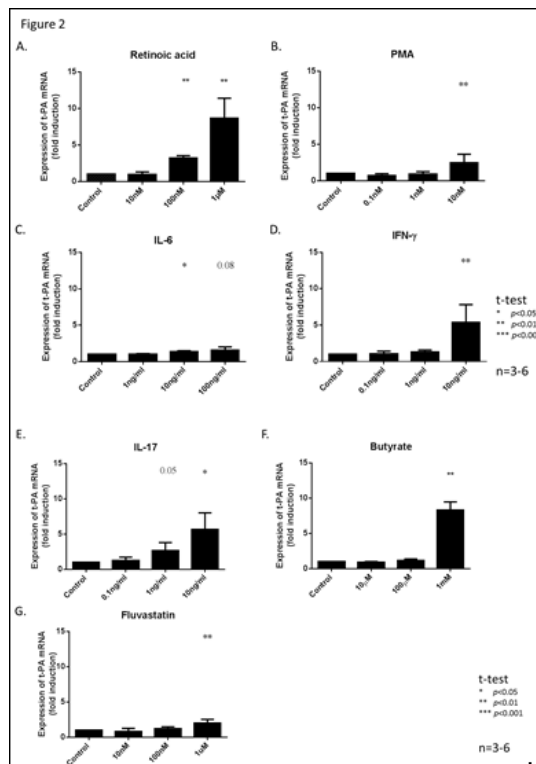 Figure 2
A.
Retinoic acid
Expression of t-PA mRNA
(fold induction)
15
10
5
0
** **
Control 10nM 100nM 1µM
B.
PMA
Expression of t-PA mRNA
(fold induction)
15
10
5
0
**
Control 0.1nM 1nM 10nM
C.
IL-6
Expression of t-PA mRNA
(fold induction)
15
10
5
0
* 0.08
Control 1ng/ml 10ng/ml 100ng/ml
D.
IFN-γ
Expression of t-PA mRNA
(fold induction)
15
10
5
0
**
Control 0.1ng/ml 1ng/ml 10ng/ml
t-test
* p<0.05
** p<0.01
*** p<0.00
n=3-6
E.
IL-17
Expression of t-PA mRNA
(fold induction)
15
10
5
0
0.05 *
Control 0.1ng/ml 1ng/ml 10ng/ml
F.
Butyrate
Expression of t-PA mRNA
(fold induction)
15
10
5
0
**
Control 10µM 100µM 1mM
G.
Fluvastatin
Expression of t-PA mRNA
(fold induction)
15
10
5
0
**
Control 10nM 100nM 1uM
t-test
* p<0.05
** p<0.01
*** p<0.001
n=3-6